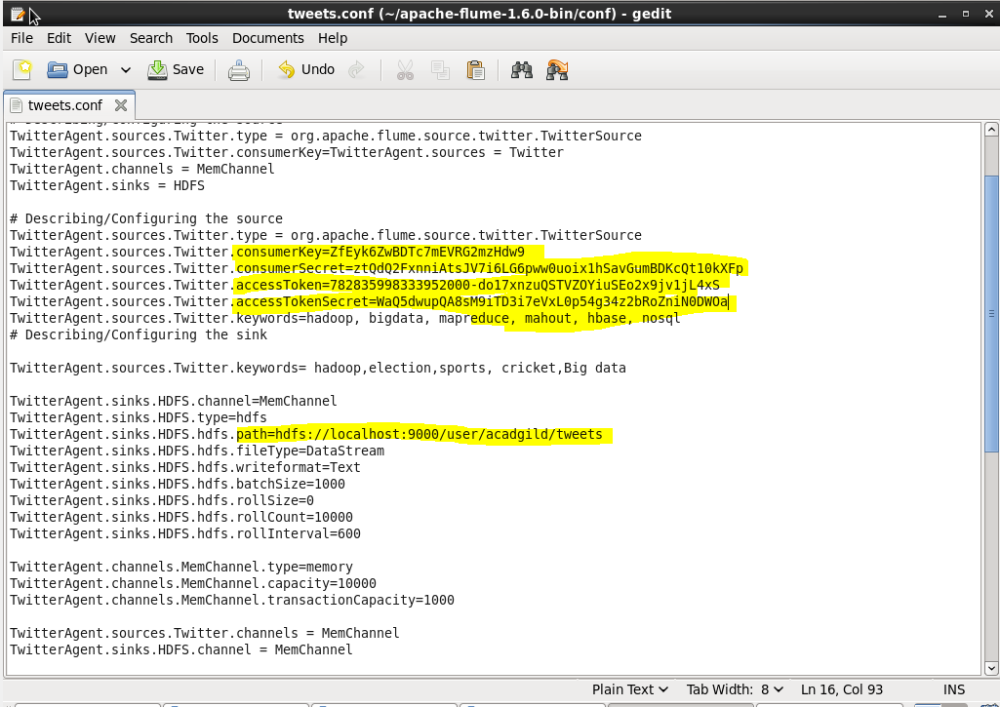 tweets.conf (~/apache-flume-1.6.0-bin/conf) - gedit
File Edit View Search Tools Documents Help
Open Save Undo
tweets.conf
# Describing/Configuring the source
TwitterAgent.sources.Twitter.type = org.apache.flume.source.twitter.TwitterSource
TwitterAgent.sources.Twitter.consumerKey=TwitterAgent.sources = Twitter
TwitterAgent.channels = MemChannel
TwitterAgent.sinks = HDFS
# Describing/Configuring the source
TwitterAgent.sources.Twitter.type = org.apache.flume.source.twitter.TwitterSource
TwitterAgent.sources.Twitter.consumerKey=ZfEyk6ZwBDTc7mEVRG2mzHdw9
TwitterAgent.sources.Twitter.consumerSecret=ztQdQ2FxnniAtsJV7i6LG6pww0uoix1hSavGumBDKcQt10kXFp
TwitterAgent.sources.Twitter.accessToken=782835998333952000-do17xnzuQSTVZOYiuSEo2x9jv1jL4xS
TwitterAgent.sources.Twitter.accessTokenSecret=WaQ5dwupQA8sM9iTD3i7eVxL0p54g34z2bRoZniN0DWOa
TwitterAgent.sources.Twitter.keywords=hadoop, bigdata, mapreduce, mahout, hbase, nosql
# Describing/Configuring the sink
TwitterAgent.sources.Twitter.keywords= hadoop,election,sports, cricket,Big data
TwitterAgent.sinks.HDFS.channel=MemChannel
TwitterAgent.sinks.HDFS.type=hdfs
TwitterAgent.sinks.HDFS.hdfs.path=hdfs://localhost:9000/user/acadgild/tweets
TwitterAgent.sinks.HDFS.hdfs.fileType=DataStream
TwitterAgent.sinks.HDFS.hdfs.writeformat=Text
TwitterAgent.sinks.HDFS.hdfs.batchSize=1000
TwitterAgent.sinks.HDFS.hdfs.rollSize=0
TwitterAgent.sinks.HDFS.hdfs.rollCount=10000
TwitterAgent.sinks.HDFS.hdfs.rollInterval=600
TwitterAgent.channels.MemChannel.type=memory
TwitterAgent.channels.MemChannel.capacity=10000
TwitterAgent.channels.MemChannel.transactionCapacity=1000
TwitterAgent.sources.Twitter.channels = MemChannel
TwitterAgent.sinks.HDFS.channel = MemChannel
Plain Text Tab Width: 8 Ln 16, Col 93 INS